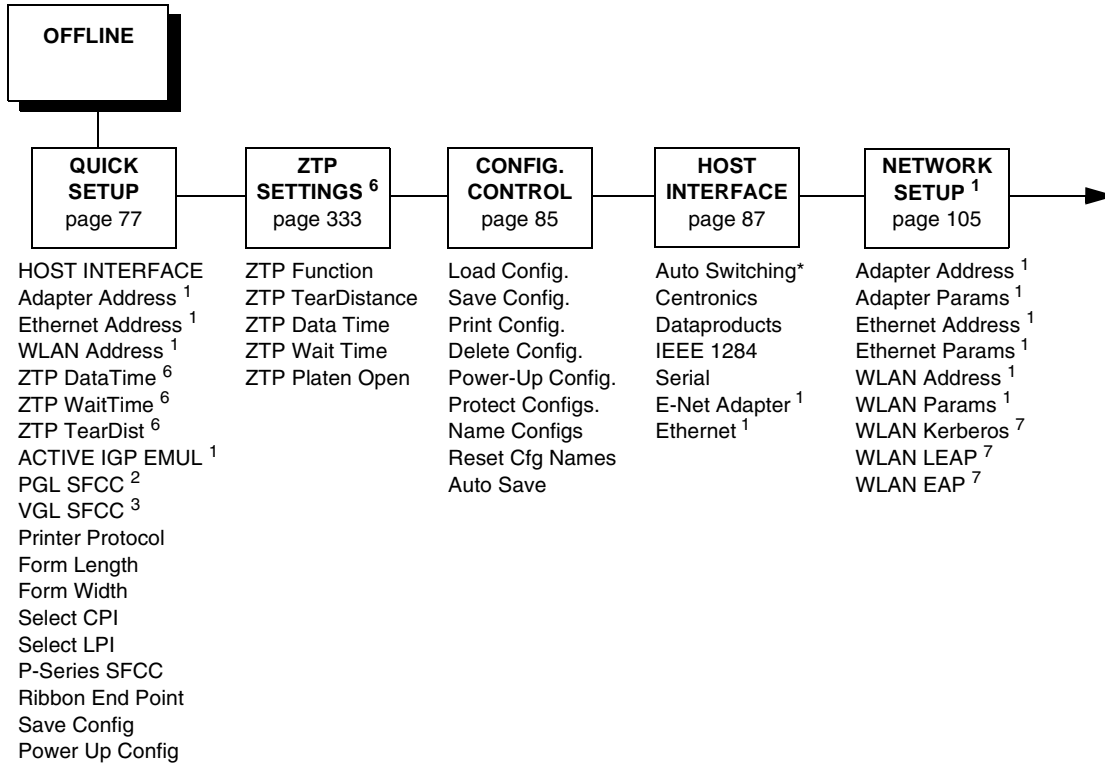 OFFLINE
QUICK
SETUP
page 77
ZTP
SETTINGS 6
page 333
CONFIG.
CONTROL
page 85
HOST
INTERFACE
page 87
NETWORK
SETUP 1
page 105
HOST INTERFACE
Adapter Address 1
Ethernet Address 1
WLAN Address 1
ZTP DataTime 6
ZTP WaitTime 6
ZTP TearDist 6
ACTIVE IGP EMUL 1
PGL SFCC 2
VGL SFCC 3
Printer Protocol
Form Length
Form Width
Select CPI
Select LPI
P-Series SFCC
Ribbon End Point
Save Config
Power Up Config
ZTP Function
ZTP TearDistance
ZTP Data Time
ZTP Wait Time
ZTP Platen Open
Load Config.
Save Config.
Print Config.
Delete Config.
Power-Up Config.
Protect Configs.
Name Configs
Reset Cfg Names
Auto Save
Auto Switching*
Centronics
Dataproducts
IEEE 1284
Serial
E-Net Adapter 1
Ethernet 1
Adapter Address 1
Adapter Params 1
Ethernet Address 1
Ethernet Params 1
WLAN Address 1
WLAN Params 1
WLAN Kerberos 7
WLAN LEAP 7
WLAN EAP 7